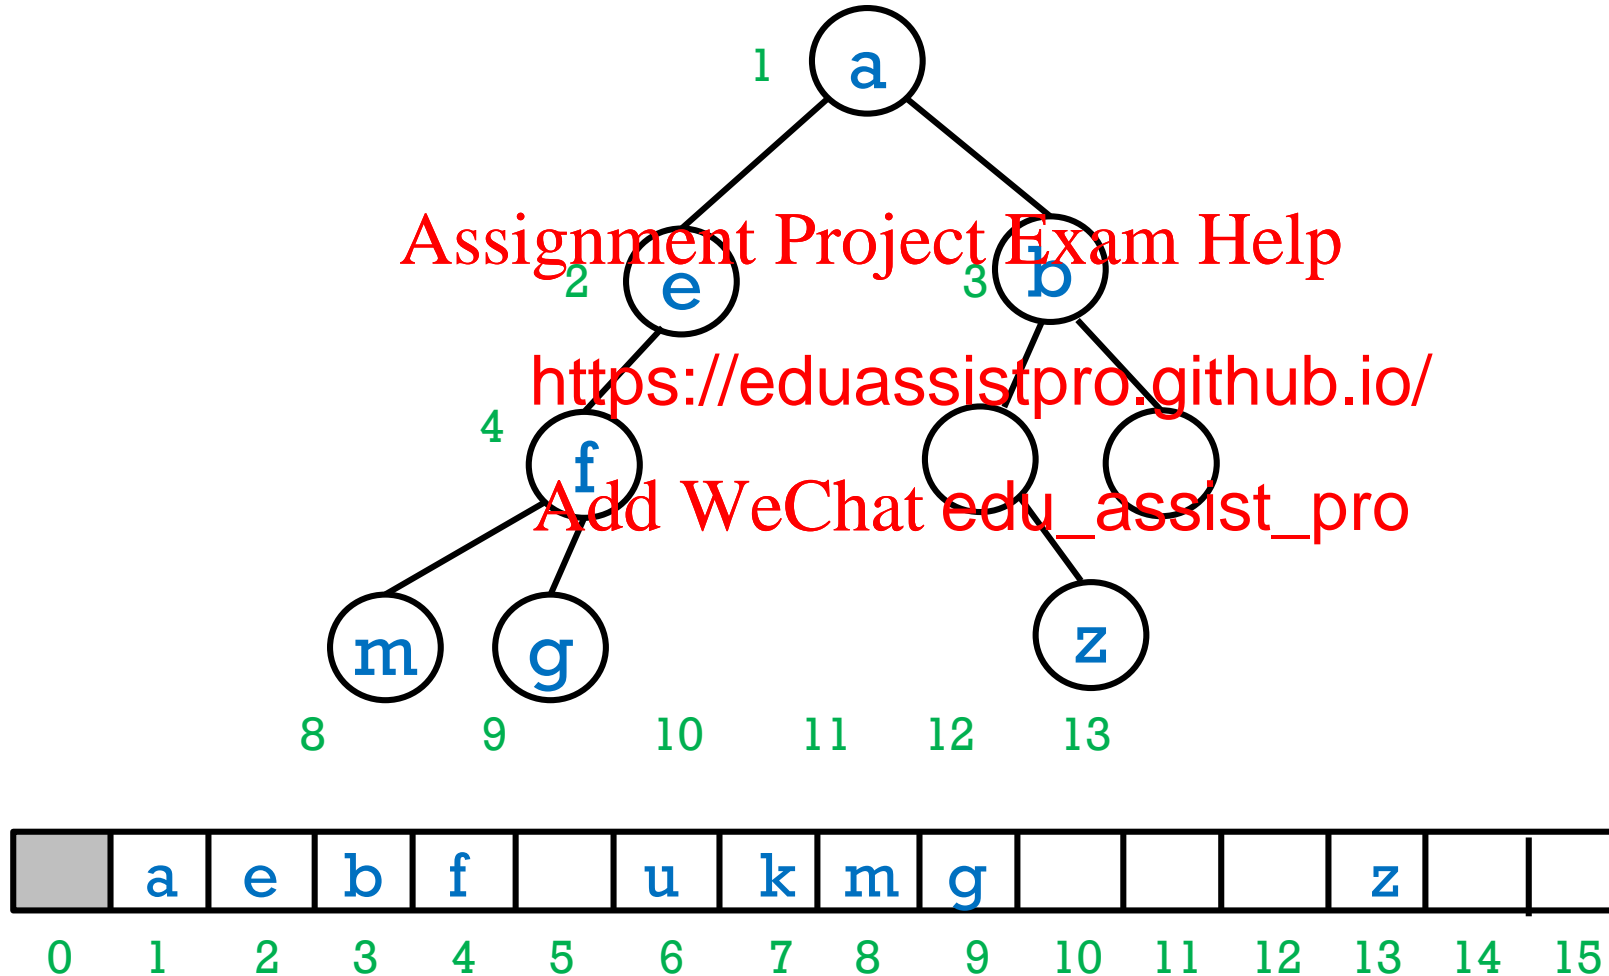 1 a
Assignment Project Exam Help
2 e 3 b
https://eduassistpro.github.io/
4 f
Add WeChat edu_assist_pro
m g z
8 9 10 11 12 13
a e b f u k m g z
0 1 2 3 4 5 6 7 8 9 10 11 12 13 14 15